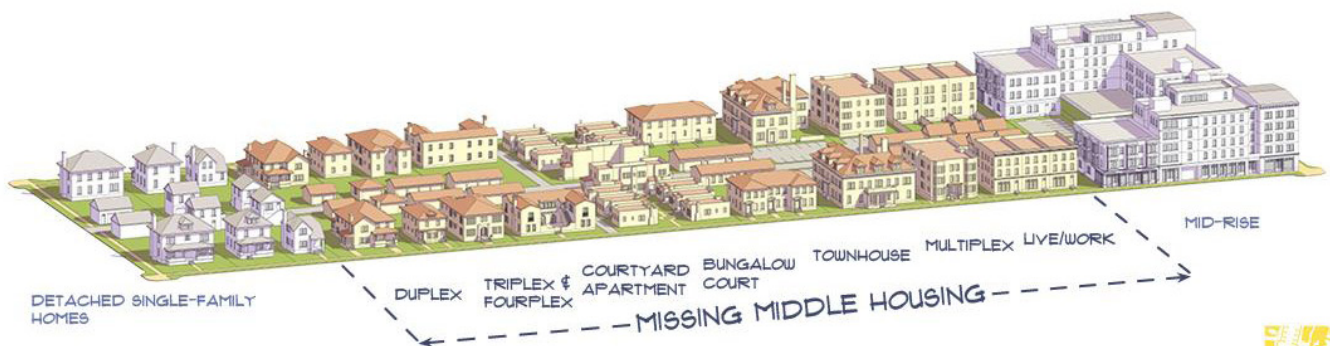 DETACHED SINGLE-FAMILY
HOMES
DUPLEX
TRIPLEX &
FOURPLEX
COURTYARD
APARTMENT
BUNGALOW
COURT
TOWNHOUSE
MULTIPLEX
LIVE/WORK
MID-RISE
MISSING MIDDLE HOUSING